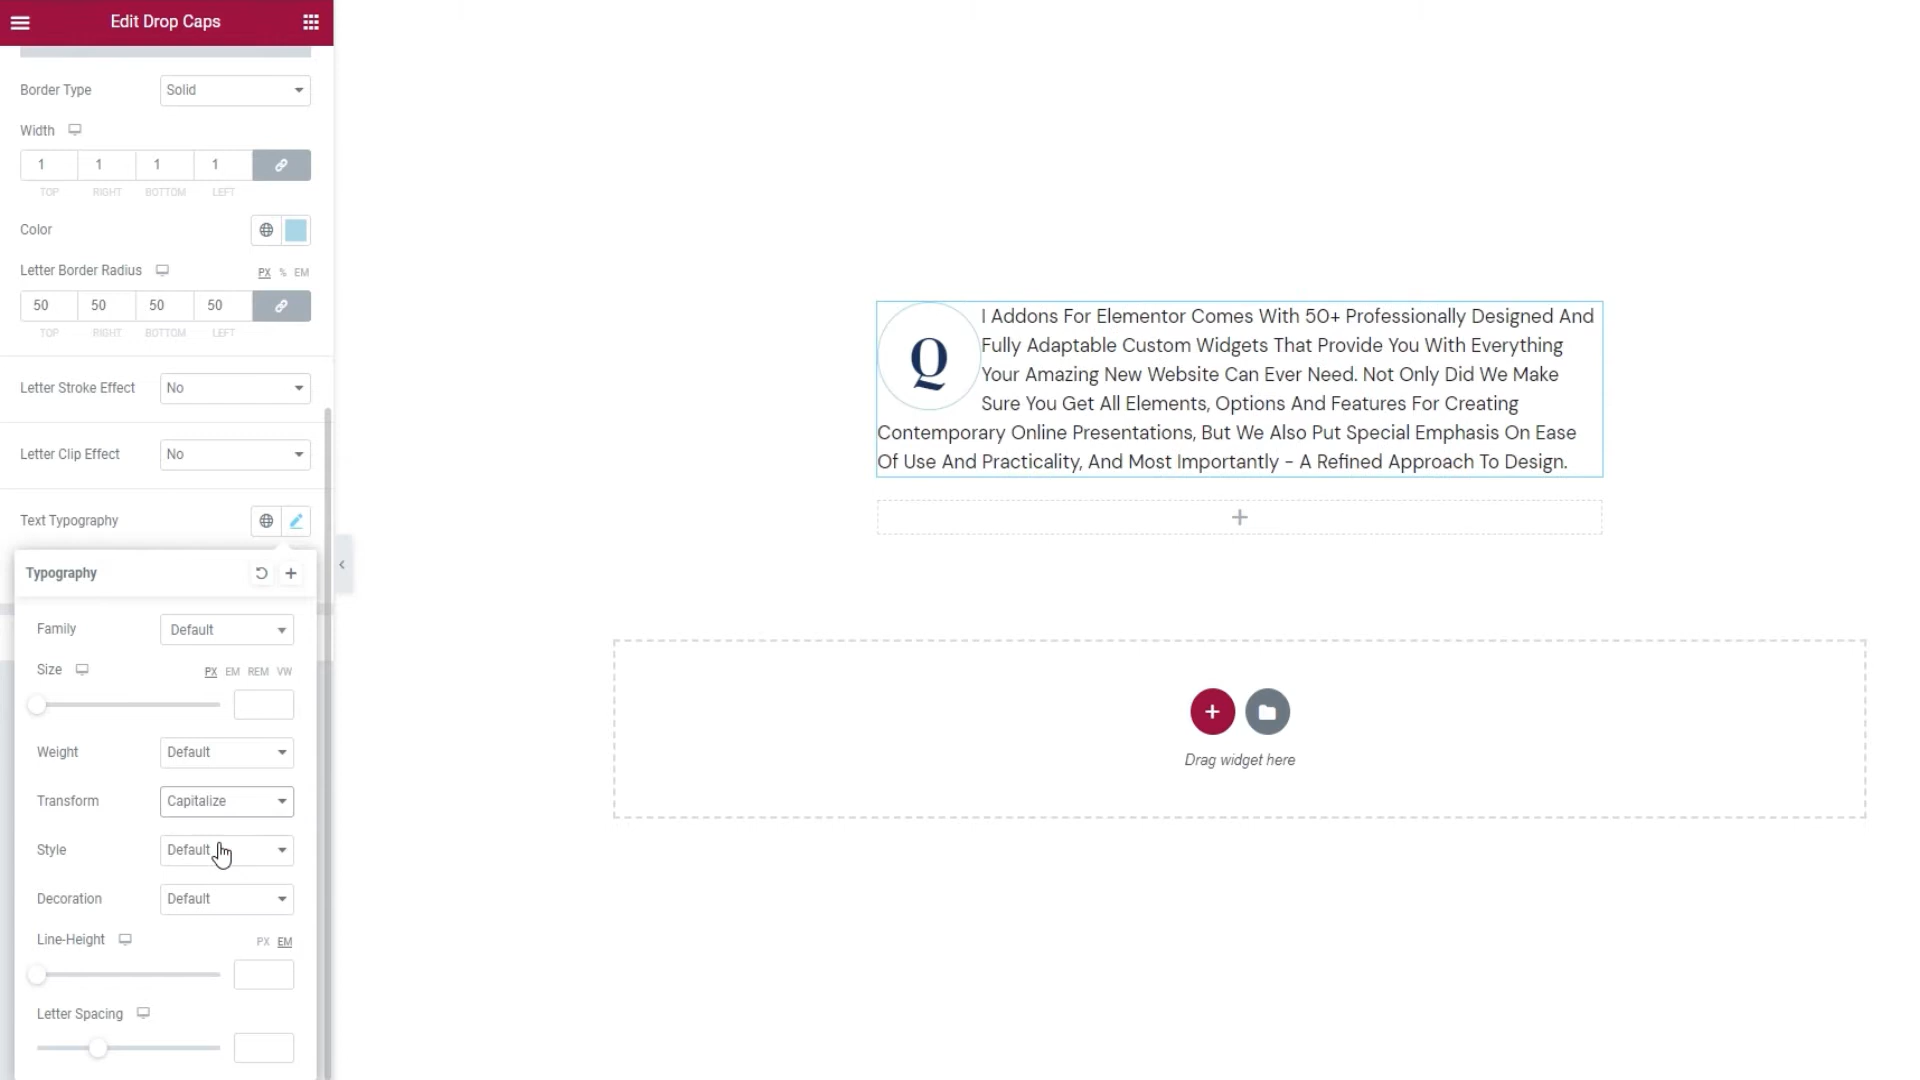 Edit Drop Caps
Border Type
Solid
Width
1 1 1 1
TOP RIGHT BOTTOM LEFT
Color
Letter Border Radius PX % EM
50 50 50 50
TOP RIGHT BOTTOM LEFT
Letter Stroke Effect
No
Letter Clip Effect
No
Text Typography
Typography
Family
Default
Size PX EM REM VW
Weight
Default
Transform
Capitalize
Style
Default
Decoration
Default
Line-Height PX EM
Letter Spacing
Q
I Addons For Elementor Comes With 50+ Professionally Designed And
Fully Adaptable Custom Widgets That Provide You With Everything
Your Amazing New Website Can Ever Need. Not Only Did We Make
Sure You Get All Elements, Options And Features For Creating
Contemporary Online Presentations, But We Also Put Special Emphasis On Ease
Of Use And Practicality, And Most Importantly – A Refined Approach To Design.
Drag widget here